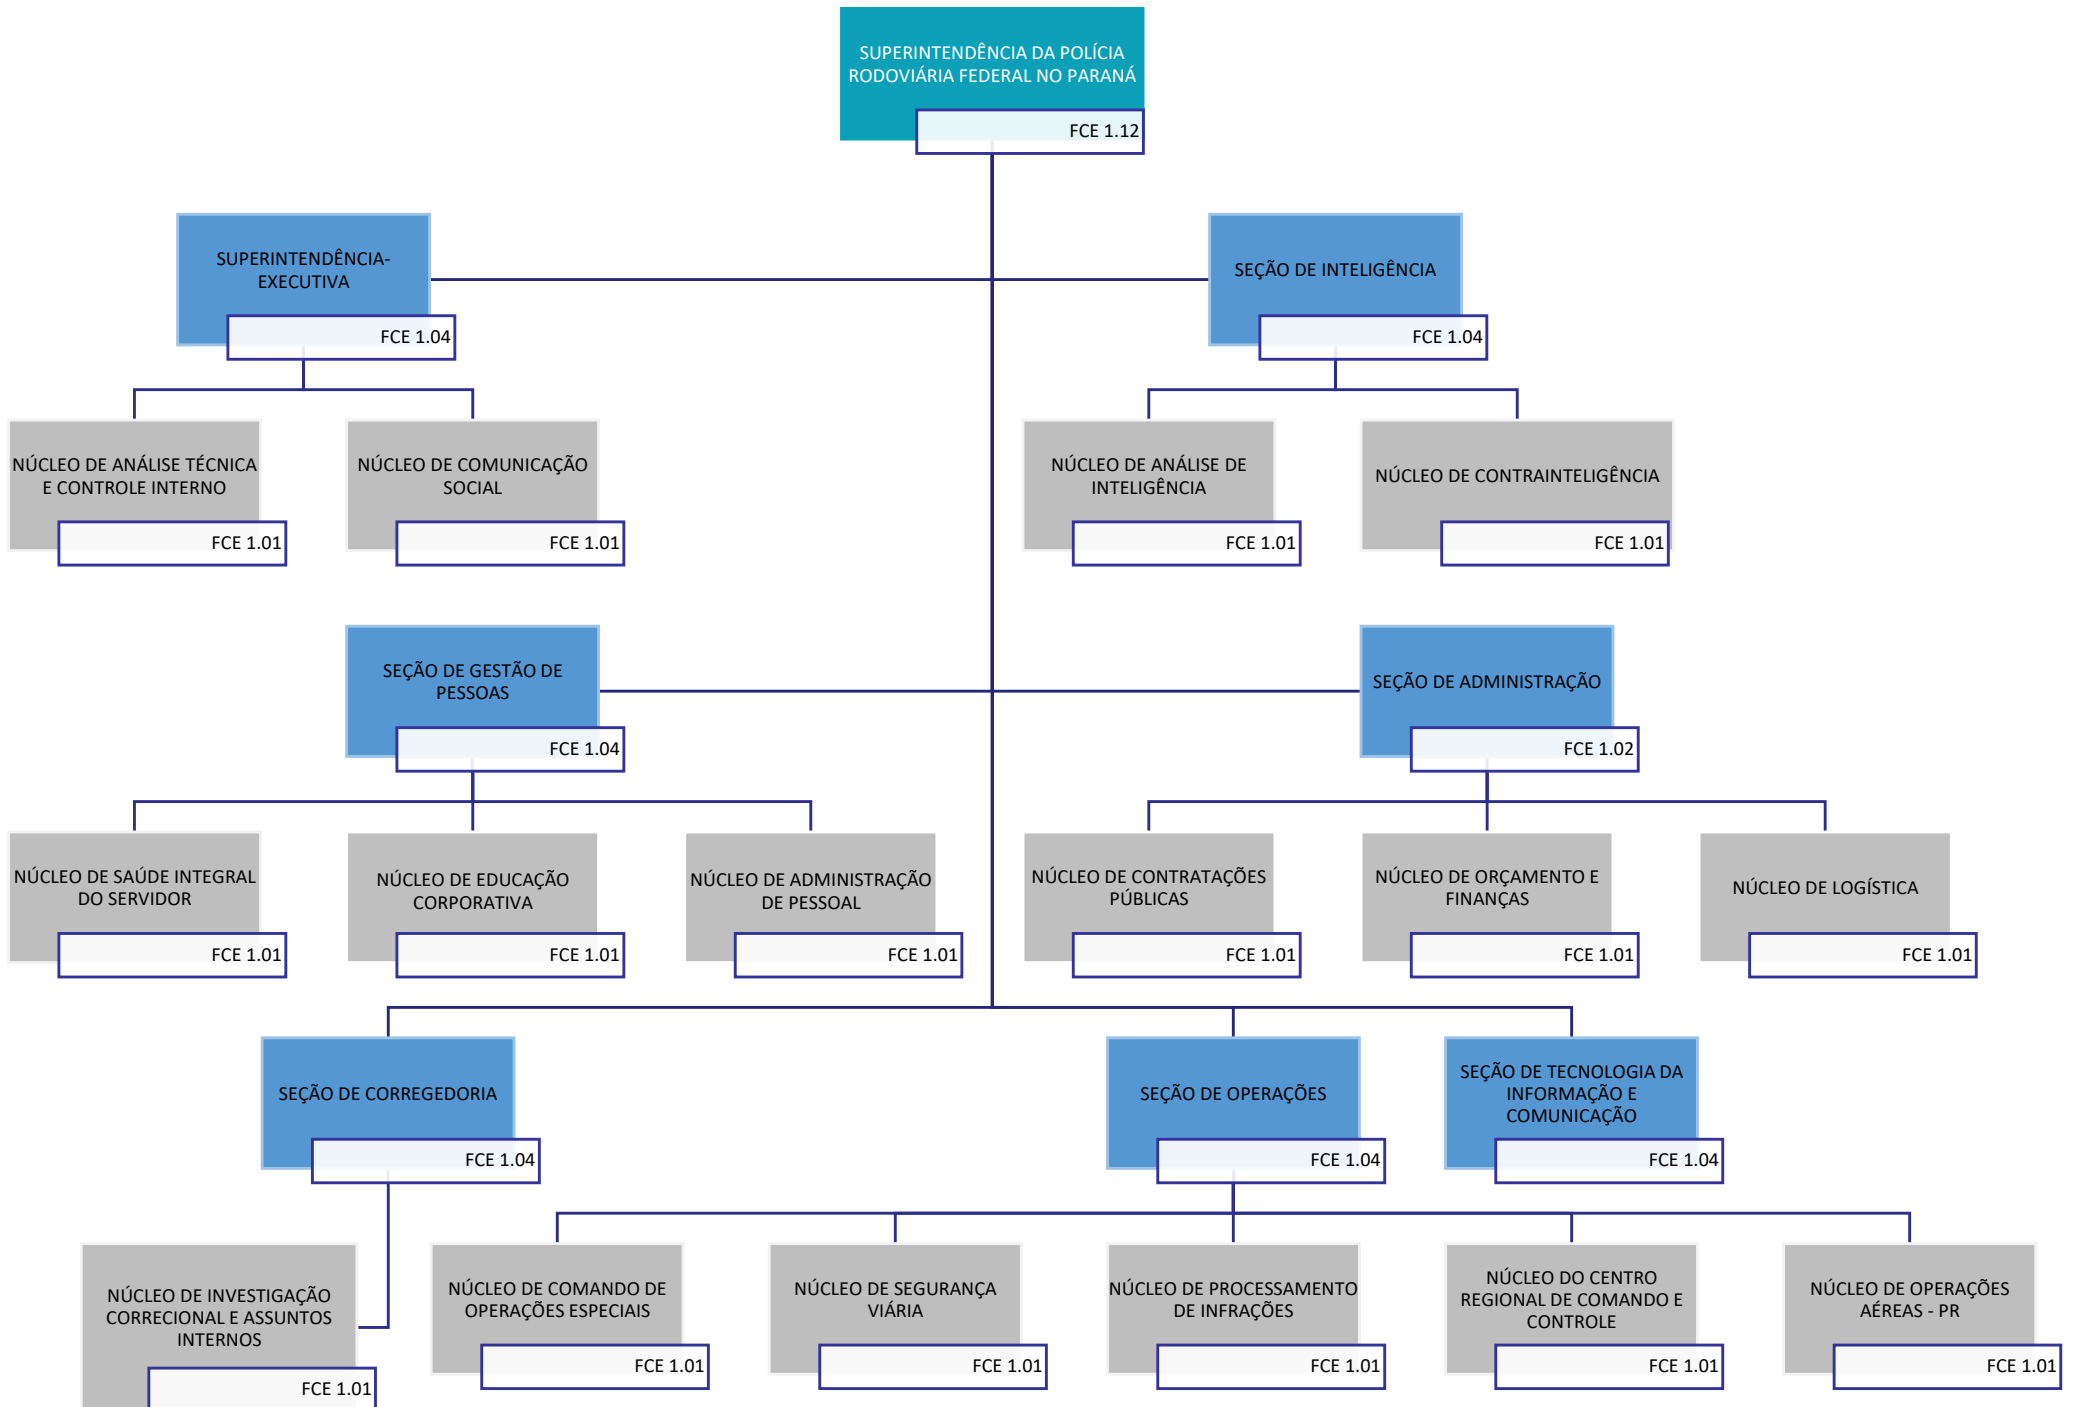 SUPERINTENDÊNCIA DA POLÍCIA
RODOVIÁRIA FEDERAL NO PARANÁ
FCE 1.12
SUPERINTENDÊNCIA-
EXECUTIVA
FCE 1.04
SEÇÃO DE INTELIGÊNCIA
FCE 1.04
NÚCLEO DE ANÁLISE TÉCNICA
E CONTROLE INTERNO
FCE 1.01
NÚCLEO DE COMUNICAÇÃO
SOCIAL
FCE 1.01
NÚCLEO DE ANÁLISE DE
INTELIGÊNCIA
FCE 1.01
NÚCLEO DE CONTRAINTELIGÊNCIA
FCE 1.01
SEÇÃO DE GESTÃO DE
PESSOAS
FCE 1.04
SEÇÃO DE ADMINISTRAÇÃO
FCE 1.02
NÚCLEO DE SAÚDE INTEGRAL
DO SERVIDOR
FCE 1.01
NÚCLEO DE EDUCAÇÃO
CORPORATIVA
FCE 1.01
NÚCLEO DE ADMINISTRAÇÃO
DE PESSOAL
FCE 1.01
NÚCLEO DE CONTRATAÇÕES
PÚBLICAS
FCE 1.01
NÚCLEO DE ORÇAMENTO E
FINANÇAS
FCE 1.01
NÚCLEO DE LOGÍSTICA
FCE 1.01
SEÇÃO DE CORREGEDORIA
FCE 1.04
SEÇÃO DE OPERAÇÕES
FCE 1.04
SEÇÃO DE TECNOLOGIA DA
INFORMAÇÃO E
COMUNICAÇÃO
FCE 1.04
NÚCLEO DE INVESTIGAÇÃO
CORRECIONAL E ASSUNTOS
INTERNOS
FCE 1.01
NÚCLEO DE COMANDO DE
OPERAÇÕES ESPECIAIS
FCE 1.01
NÚCLEO DE SEGURANÇA
VIÁRIA
FCE 1.01
NÚCLEO DE PROCESSAMENTO
DE INFRAÇÕES
FCE 1.01
NÚCLEO DO CENTRO
REGIONAL DE COMANDO E
CONTROLE
FCE 1.01
NÚCLEO DE OPERAÇÕES
AÉREAS - PR
FCE 1.01